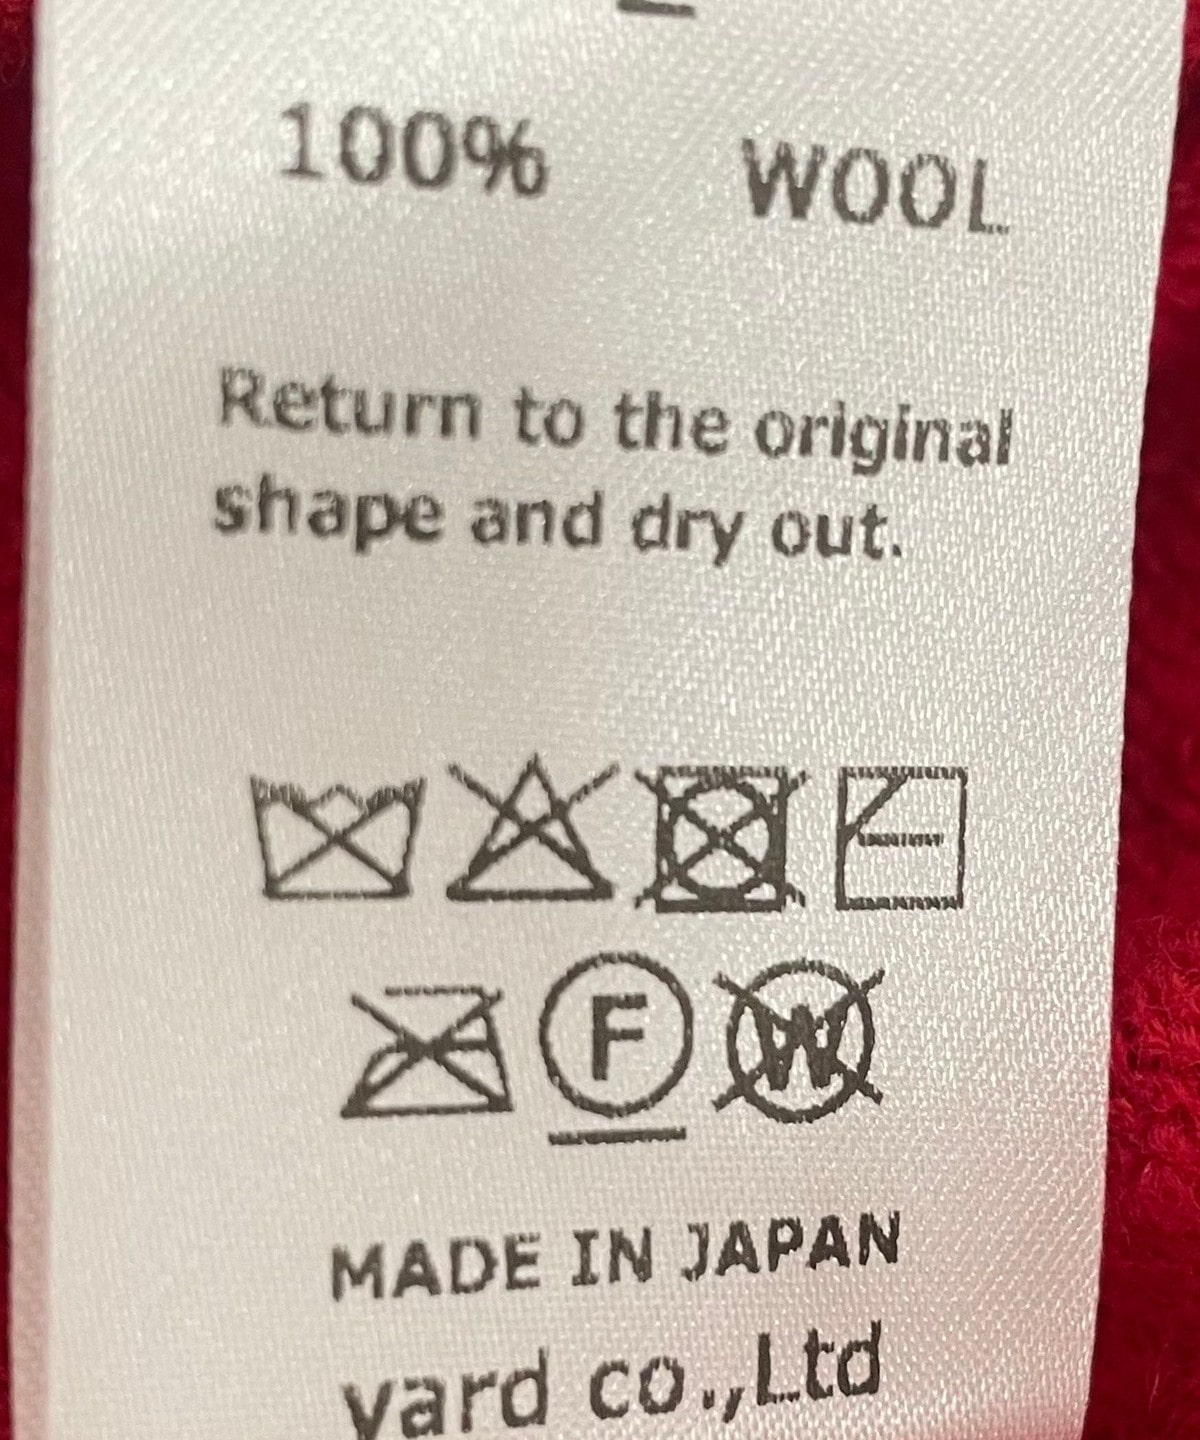 100% WOOL
Return to the original
shape and dry out.
F W
MADE IN JAPAN
yard co.,Ltd